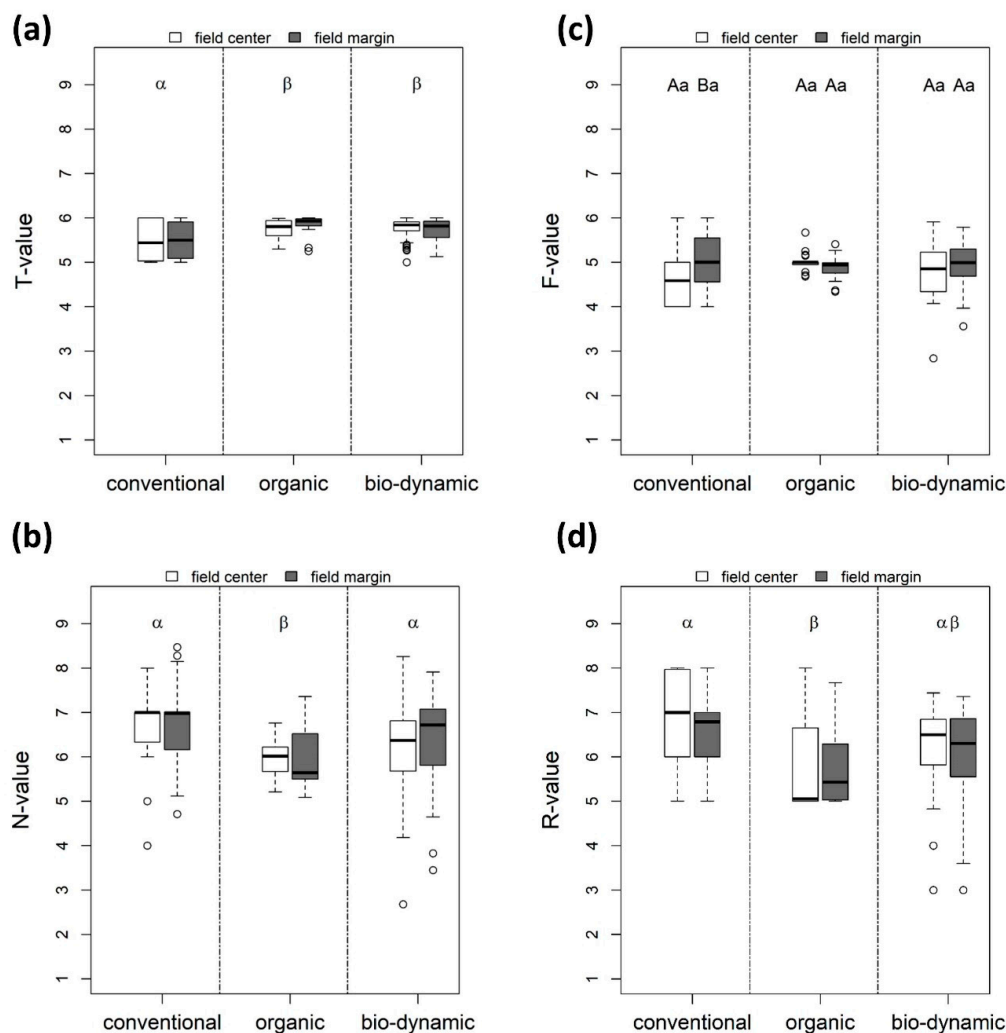 (a)
field center field margin
α β β
9
8
7
6
5
4
3
2
1
T-value
conventional organic bio-dynamic
(c)
field center field margin
Aa Ba Aa Aa Aa Aa
9
8
7
6
5
4
3
2
1
F-value
conventional organic bio-dynamic
(b)
field center field margin
α β α
9
8
7
6
5
4
3
2
1
N-value
conventional organic bio-dynamic
(d)
field center field margin
α β αβ
9
8
7
6
5
4
3
2
1
R-value
conventional organic bio-dynamic